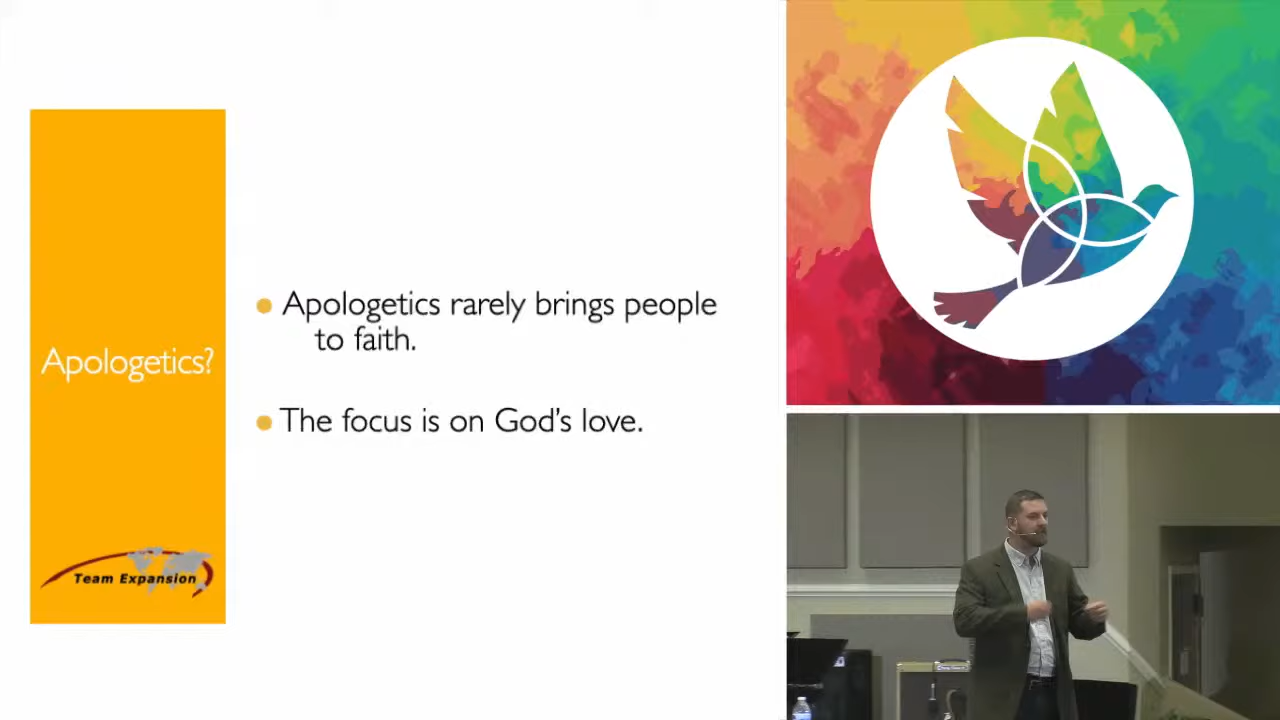 Apologetics?
Team Expansion
Apologetics rarely brings people
to faith.
The focus is on God's love.